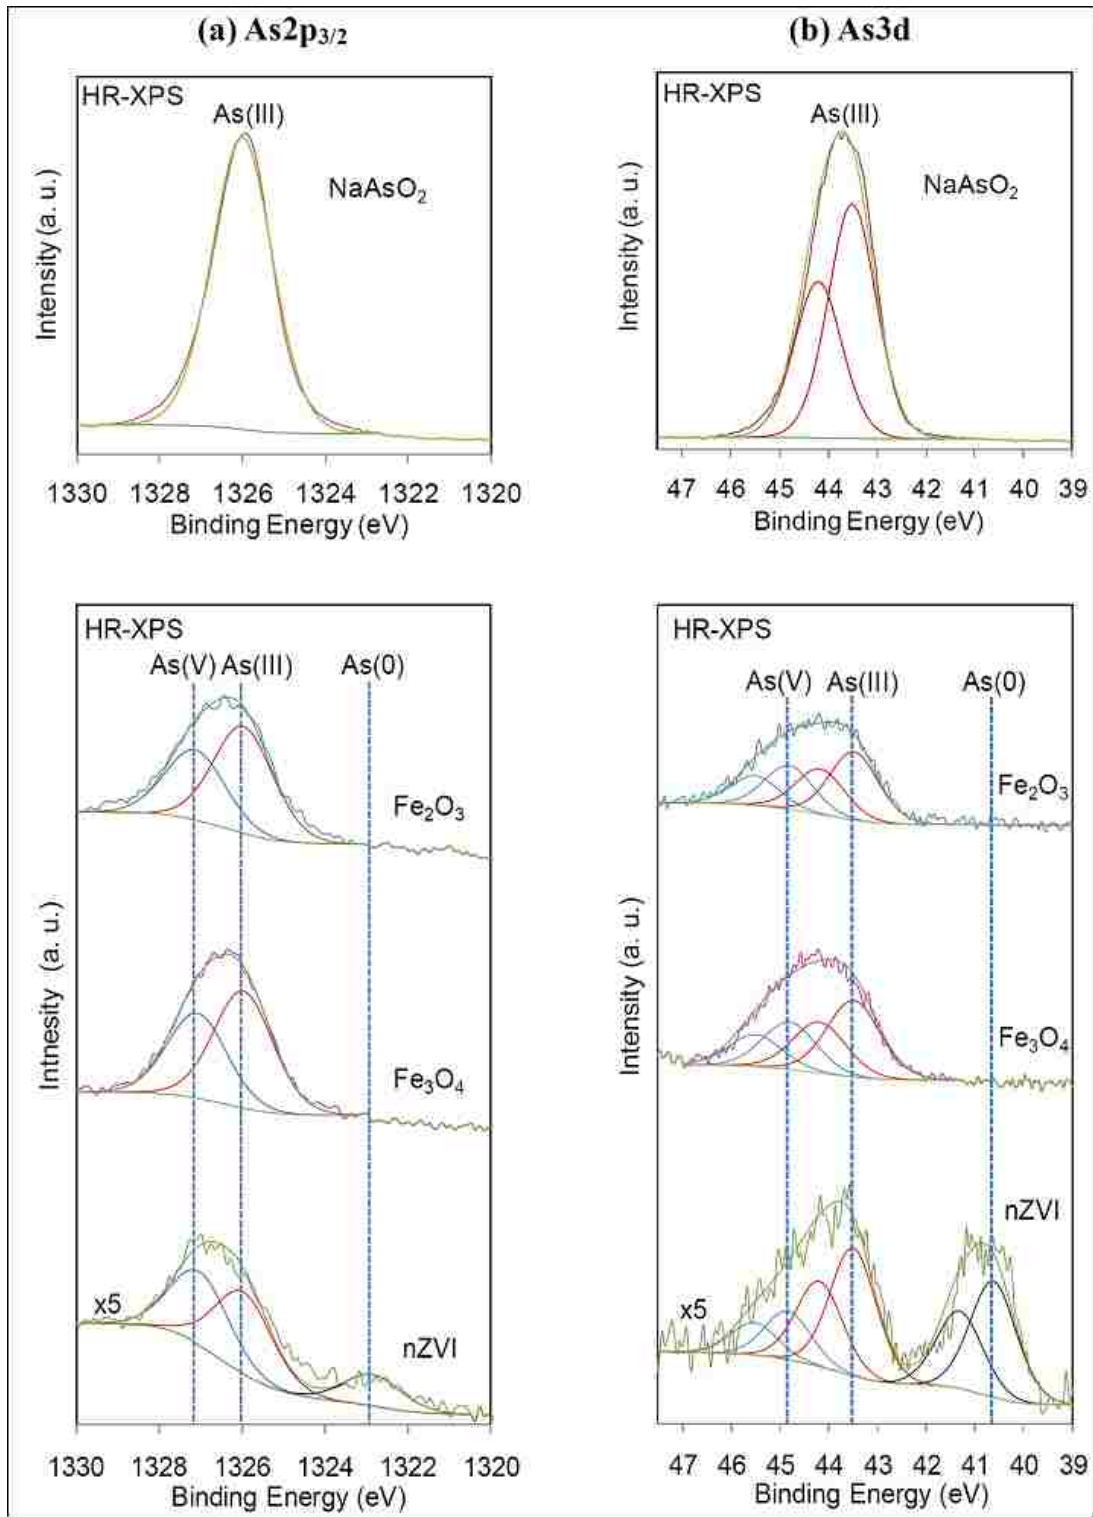 (a) As2p3/2
(b) As3d
HR-XPS
As(III)
NaAsO2
Intensity (a. u.)
1330 1328 1326 1324 1322 1320
Binding Energy (eV)
HR-XPS
As(III)
NaAsO2
Intensity (a. u.)
47 46 45 44 43 42 41 40 39
Binding Energy (eV)
HR-XPS
As(V) As(III) As(0)
Fe2O3
Fe3O4
x5
nZVI
Intnesity (a. u.)
1330 1328 1326 1324 1322 1320
Binding Energy (eV)
HR-XPS
As(V) As(III) As(0)
Fe2O3
Fe3O4
nZVI
x5
Intensity (a. u.)
47 46 45 44 43 42 41 40 39
Binding Energy (eV)